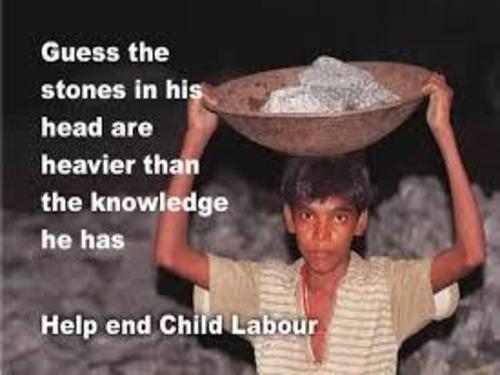 Guess the
stones in his
head are
heavier than
the knowledge
he has
Help end Child Labour